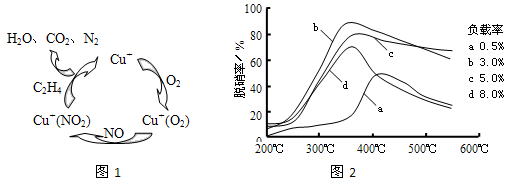 H₂O、CO₂、N₂
Cu⁺
O₂
C₂H₄
Cu⁺(NO₂)
NO
Cu⁺(O₂)
图 1
脱硝率/%
100
80
60
40
20
0
b
c
d
a
200℃ 300℃ 400℃ 500℃ 600℃
负载率
a 0.5%
b 3.0%
c 5.0%
d 8.0%
图 2